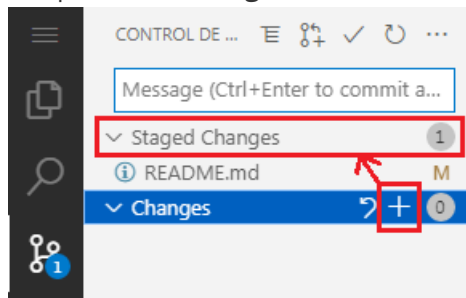 CONTROL DE ...
Message (Ctrl+Enter to commit a...
Staged Changes 1
README.md M
Changes 0
1